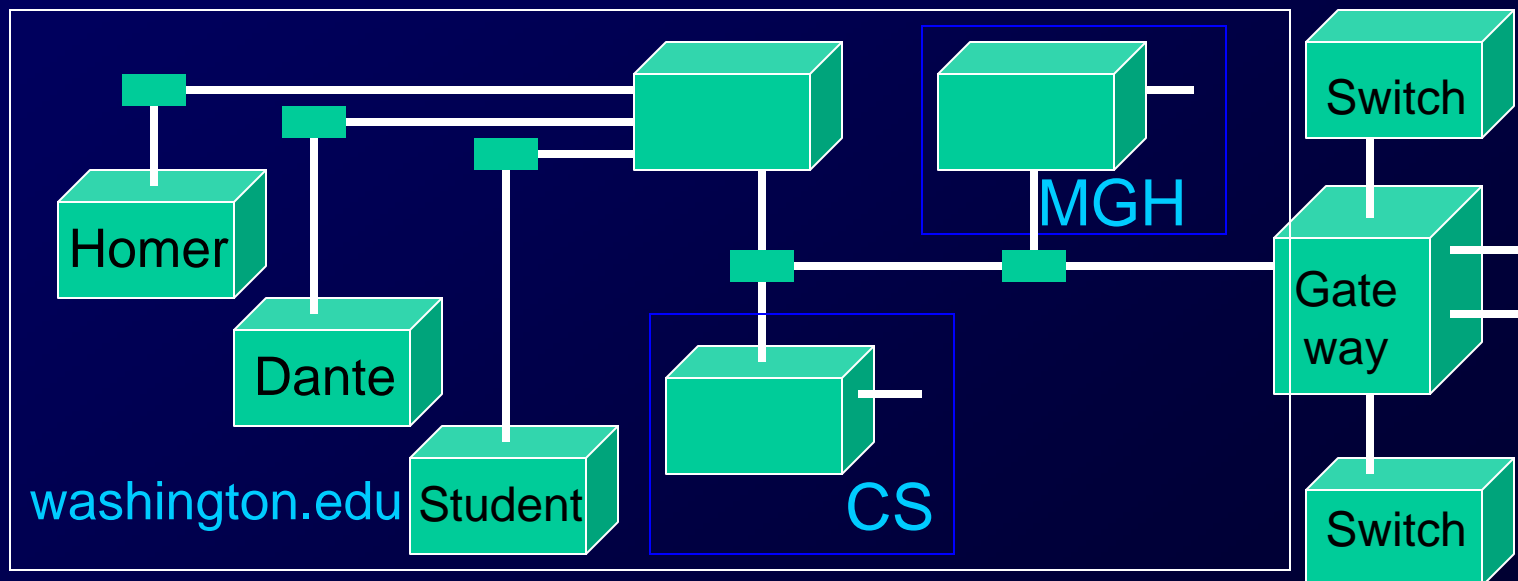 Switch
MGH
Homer
Gate
way
Dante
washington.edu
Student
CS
Switch